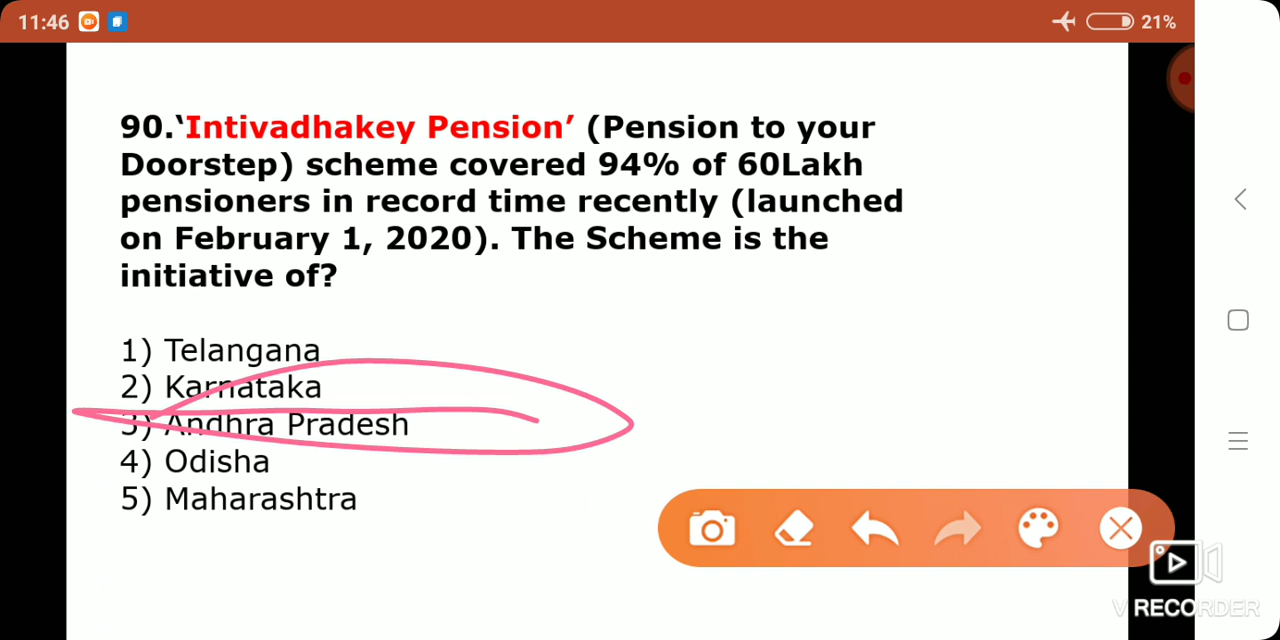 11:46
21%
90.‘Intivadhakey Pension’ (Pension to your
Doorstep) scheme covered 94% of 60Lakh
pensioners in record time recently (launched
on February 1, 2020). The Scheme is the
initiative of?
1) Telangana
2) Karnataka
3) Andhra Pradesh
4) Odisha
5) Maharashtra
V RECORDER